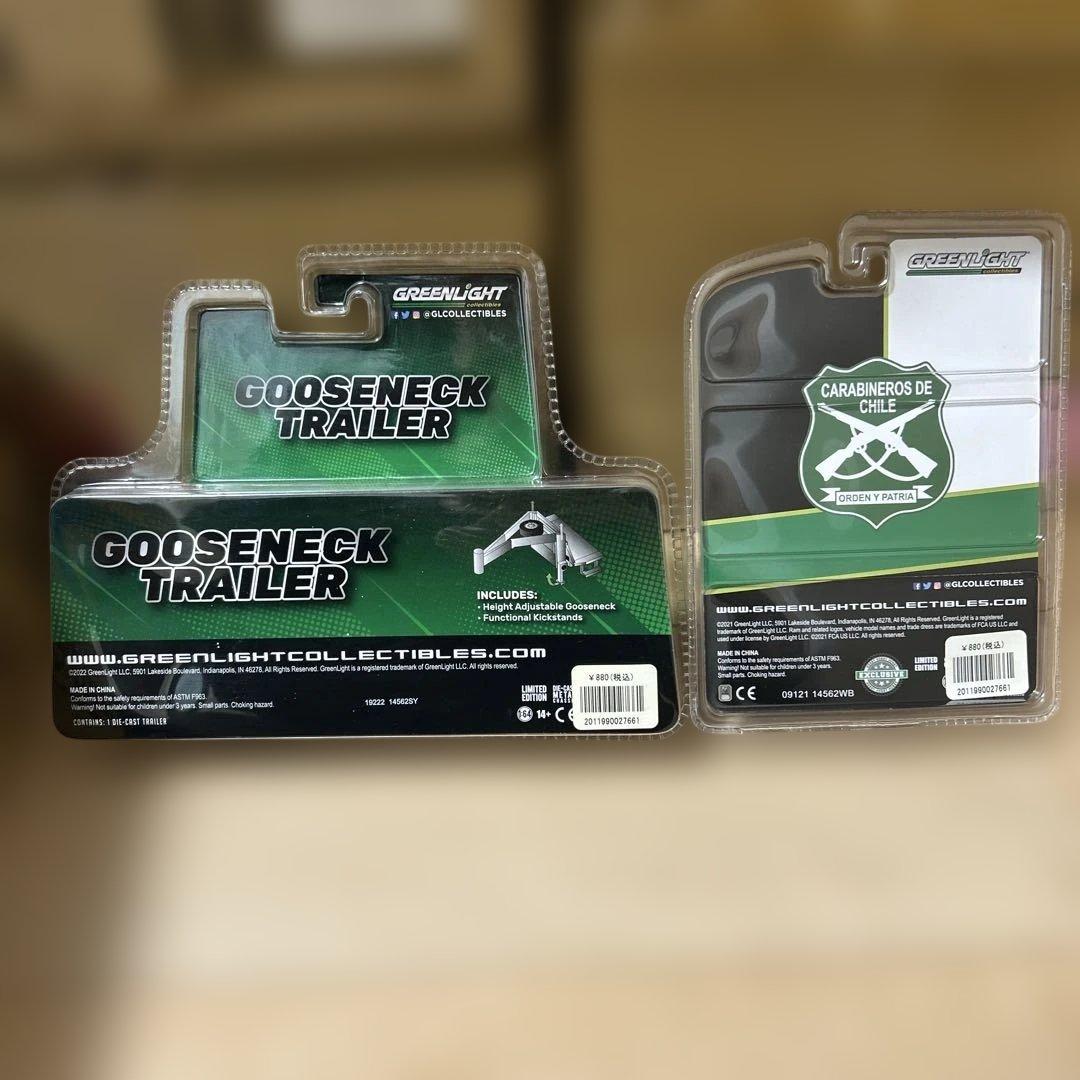 GREENLIGHT
collectibles
@GLCOLLECTIBLES
GOOSENECK
TRAILER
GOOSENECK
TRAILER
INCLUDES:
• Height Adjustable Gooseneck
• Functional Kickstands
www.GREENLIGHTCOLLECTIBLES.com
©2022 GreenLight LLC, 5901 Lakeside Boulevard, Indianapolis, IN 46278, All Rights Reserved. GreenLight is a registered trademark of GreenLight LLC. All rights reserved.
MADE IN CHINA
Conforms to the safety requirements of ASTM F963.
Warning! Not suitable for children under 3 years. Small parts. Choking hazard.
CONTAINS: 1 DIE-CAST TRAILER
19222 14562SY
LIMITED
EDITION
DIE-CAS
META
CHASSI
1:64 14+ CE
¥880(税込)
2011990027661
GREENLIGHT
collectibles
CARABINEROS DE
CHILE
ORDEN Y PATRIA
@GLCOLLECTIBLES
www.GREENLIGHTCOLLECTIBLES.com
©2021 GreenLight LLC, 5901 Lakeside Boulevard, Indianapolis, IN 46278, All Rights Reserved. GreenLight is a registered
trademark of GreenLight LLC. Ram and related logos, vehicle model names and trade dress are trademarks of FCA US LLC and
used under license by GreenLight LLC. ©2021 FCA US LLC. All rights reserved.
MADE IN CHINA
Conforms to the safety requirements of ASTM F963.
Warning! Not suitable for children under 3 years.
Small parts. Choking hazard.
CE
09121 14562WB
EXCLUSIVE
LIMITED
EDITION
¥880(税込)
2011990027661